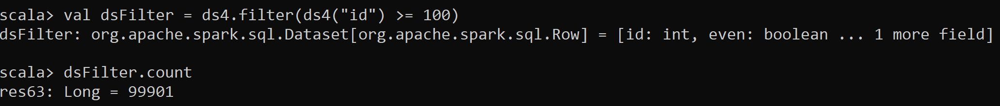 scala> val dsFilter = ds4.filter(ds4("id") >= 100)
dsFilter: org.apache.spark.sql.Dataset[org.apache.spark.sql.Row] = [id: int, even: boolean ... 1 more field]
scala> dsFilter.count
res63: Long = 99901